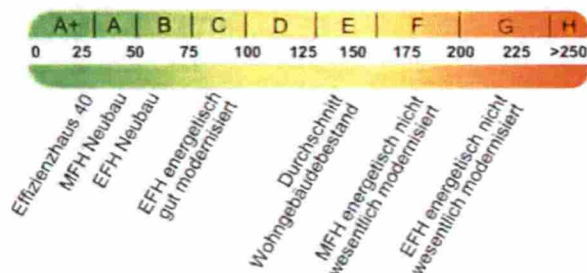 A+ A B C D E F G H
0 25 50 75 100 125 150 175 200 225 >250
Effizienzhaus 40
MFH Neubau
EFH Neubau
EFH energetisch
gut modernisiert
Durchschnitt
Wohngebäudebestand
MFH energetisch nicht
wesentlich modernisiert
EFH energetisch nicht
wesentlich modernisiert